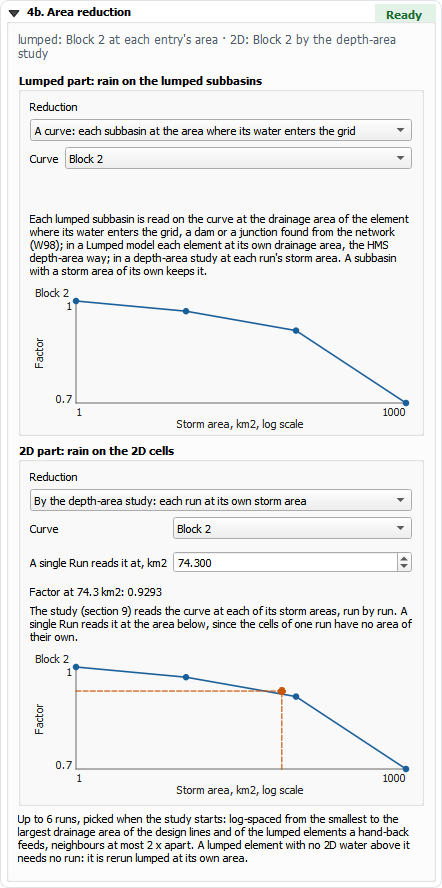 4b. Area reduction
Ready
lumped: Block 2 at each entry's area · 2D: Block 2 by the depth-area
study
Lumped part: rain on the lumped subbasins
Reduction
A curve: each subbasin at the area where its water enters the grid
Curve
Block 2
Each lumped subbasin is read on the curve at the drainage area of the element
where its water enters the grid, a dam or a junction found from the network
(W98); in a Lumped model each element at its own drainage area, the HMS
depth-area way; in a depth-area study at each run's storm area. A subbasin
with a storm area of its own keeps it.
Block 2
1
Factor
0.7
1
1000
Storm area, km2, log scale
2D part: rain on the 2D cells
Reduction
By the depth-area study: each run at its own storm area
Curve
Block 2
A single Run reads it at, km2
74.300
Factor at 74.3 km2: 0.9293
The study (section 9) reads the curve at each of its storm areas, run by run. A
single Run reads it at the area below, since the cells of one run have no area of
their own.
Block 2
1
Factor
0.7
1
1000
Storm area, km2, log scale
Up to 6 runs, picked when the study starts: log-spaced from the smallest to the
largest drainage area of the design lines and of the lumped elements a hand-back
feeds, neighbours at most 2 x apart. A lumped element with no 2D water above it
needs no run: it is rerun lumped at its own area.